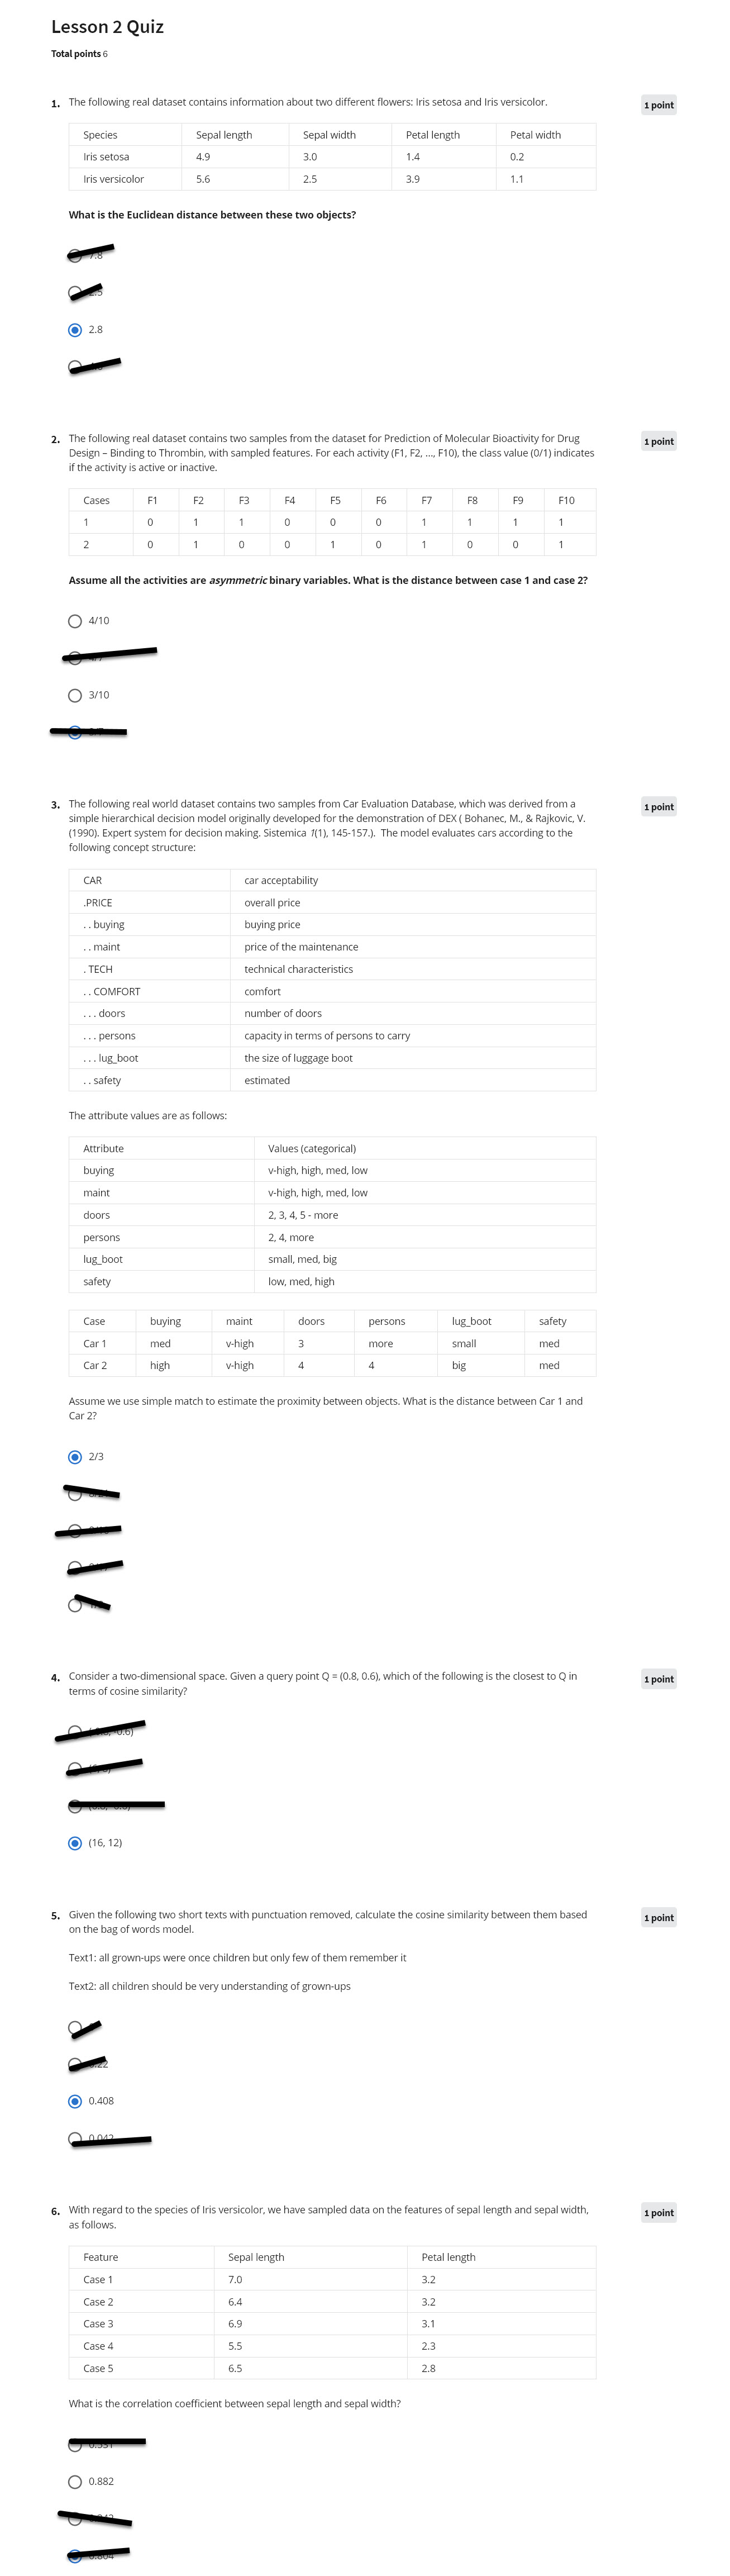 Lesson 2 Quiz
Total points 6
1. The following real dataset contains information about two different flowers: Iris setosa and Iris versicolor.
1 point
Species Sepal length Sepal width Petal length Petal width
Iris setosa 4.9 3.0 1.4 0.2
Iris versicolor 5.6 2.5 3.9 1.1
What is the Euclidean distance between these two objects?
2.8
2. The following real dataset contains two samples from the dataset for Prediction of Molecular Bioactivity for Drug
Design – Binding to Thrombin, with sampled features. For each activity (F1, F2, ..., F10), the class value (0/1) indicates
if the activity is active or inactive.
1 point
Cases F1 F2 F3 F4 F5 F6 F7 F8 F9 F10
1 0 1 1 0 0 0 1 1 1 1
2 0 1 0 0 1 0 1 0 0 1
Assume all the activities are asymmetric binary variables. What is the distance between case 1 and case 2?
4/10
3/10
3. The following real world dataset contains two samples from Car Evaluation Database, which was derived from a
simple hierarchical decision model originally developed for the demonstration of DEX ( Bohanec, M., & Rajkovic, V.
(1990). Expert system for decision making. Sistemica 1(1), 145-157.). The model evaluates cars according to the
following concept structure:
1 point
CAR car acceptability
.PRICE overall price
. . buying buying price
. . maint price of the maintenance
. TECH technical characteristics
. . COMFORT comfort
. . . doors number of doors
. . . persons capacity in terms of persons to carry
. . . lug_boot the size of luggage boot
. . safety estimated
The attribute values are as follows:
Attribute Values (categorical)
buying v-high, high, med, low
maint v-high, high, med, low
doors 2, 3, 4, 5 - more
persons 2, 4, more
lug_boot small, med, big
safety low, med, high
Case buying maint doors persons lug_boot safety
Car 1 med v-high 3 more small med
Car 2 high v-high 4 4 big med
Assume we use simple match to estimate the proximity between objects. What is the distance between Car 1 and
Car 2?
2/3
4. Consider a two-dimensional space. Given a query point Q = (0.8, 0.6), which of the following is the closest to Q in
terms of cosine similarity?
1 point
(16, 12)
5. Given the following two short texts with punctuation removed, calculate the cosine similarity between them based
on the bag of words model.
1 point
Text1: all grown-ups were once children but only few of them remember it
Text2: all children should be very understanding of grown-ups
0.408
6. With regard to the species of Iris versicolor, we have sampled data on the features of sepal length and sepal width,
as follows.
1 point
Feature Sepal length Petal length
Case 1 7.0 3.2
Case 2 6.4 3.2
Case 3 6.9 3.1
Case 4 5.5 2.3
Case 5 6.5 2.8
What is the correlation coefficient between sepal length and sepal width?
0.882